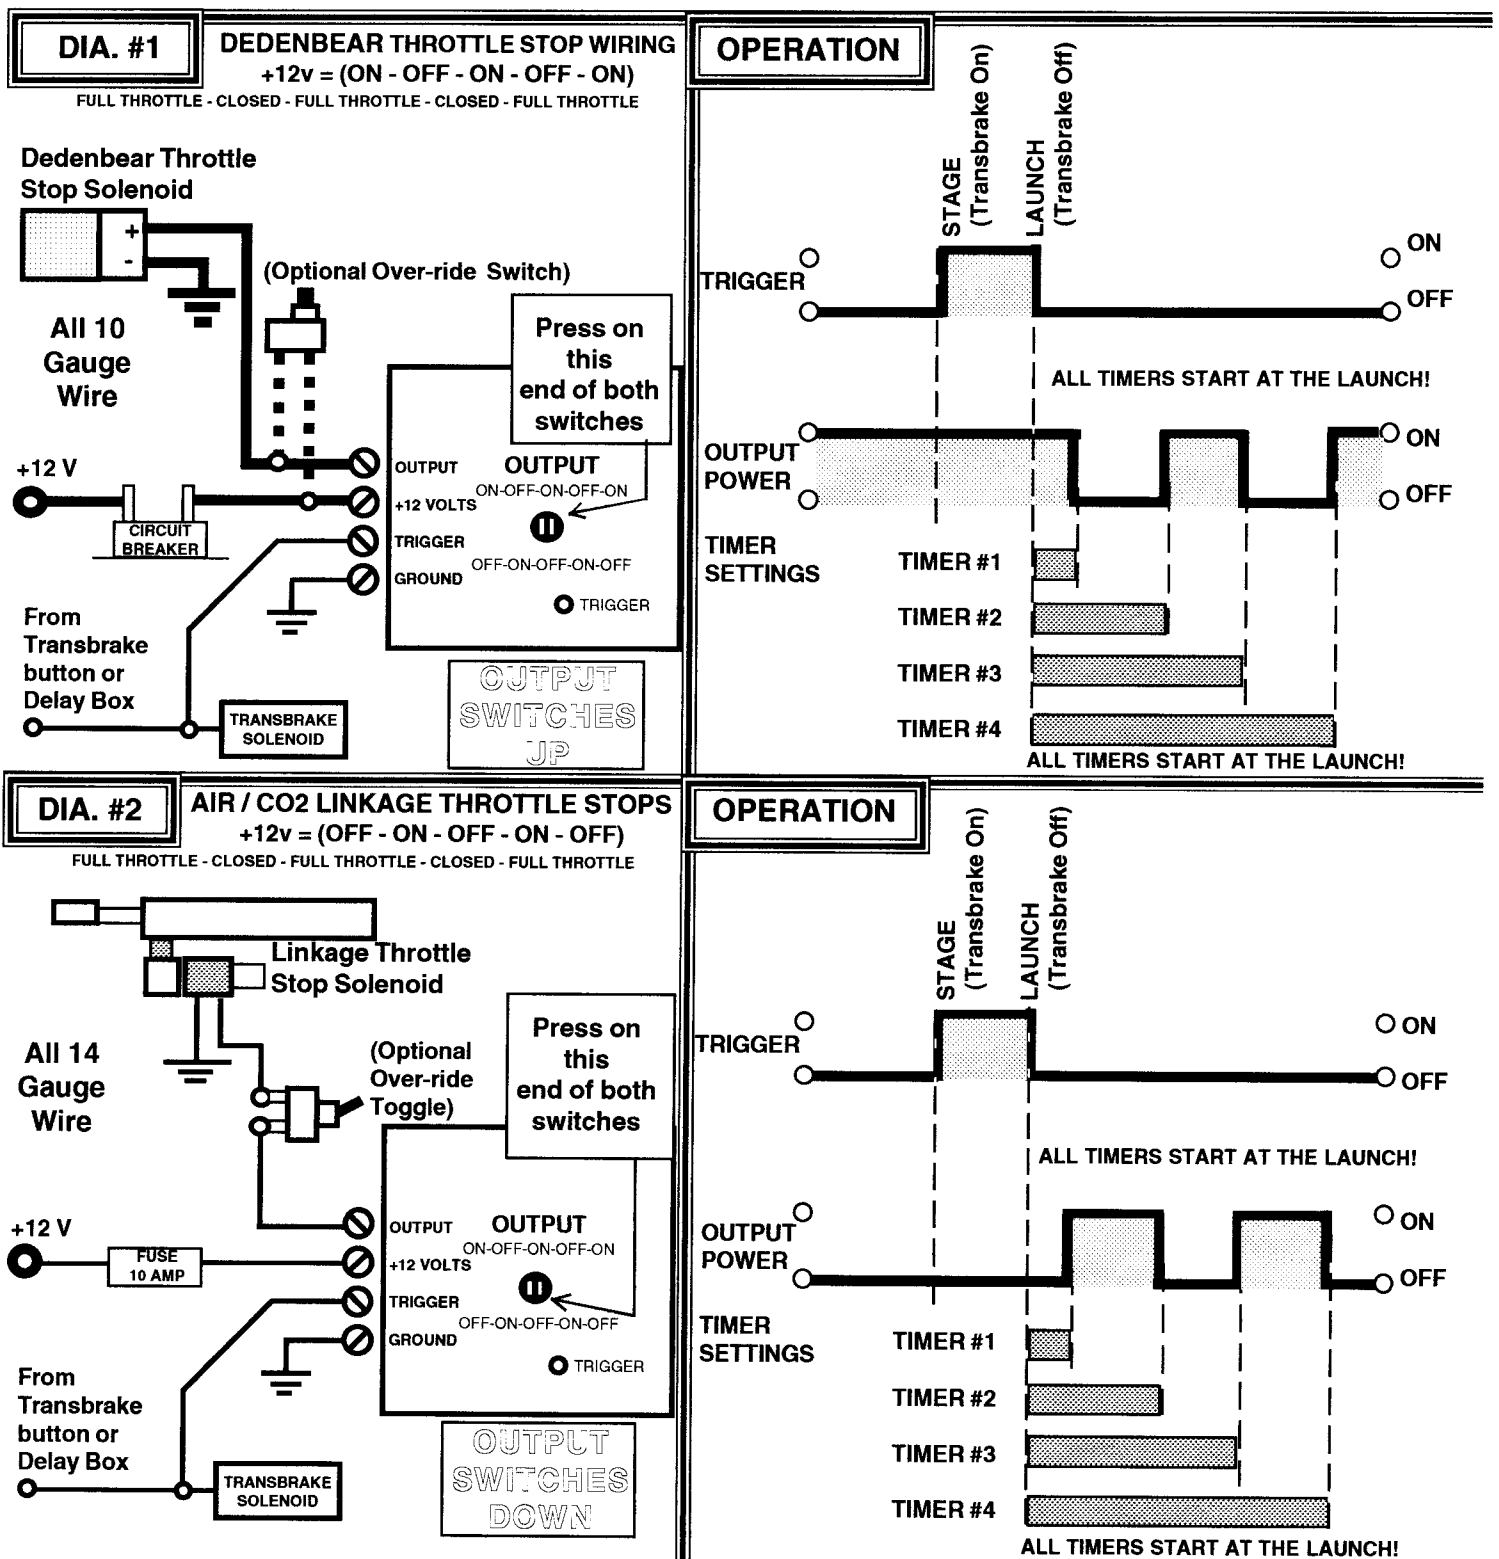 DIA. #1
DEDENBEAR THROTTLE STOP WIRING
+12v = (ON - OFF - ON - OFF - ON)
FULL THROTTLE - CLOSED - FULL THROTTLE - CLOSED - FULL THROTTLE
Dedenbear Throttle
Stop Solenoid
+
-
(Optional Over-ride Switch)
All 10
Gauge
Wire
Press on
this
end of both
switches
+12 V
CIRCUIT
BREAKER
OUTPUT
+12 VOLTS
TRIGGER
GROUND
OUTPUT
ON-OFF-ON-OFF-ON
OFF-ON-OFF-ON-OFF
TRIGGER
From
Transbrake
button or
Delay Box
TRANSBRAKE
SOLENOID
OUTPUT
SWITCHES
UP
OPERATION
STAGE
(Transbrake On)
LAUNCH
(Transbrake Off)
TRIGGER
ON
OFF
ALL TIMERS START AT THE LAUNCH!
OUTPUT
POWER
ON
OFF
TIMER
SETTINGS
TIMER #1
TIMER #2
TIMER #3
TIMER #4
ALL TIMERS START AT THE LAUNCH!
DIA. #2
AIR / CO2 LINKAGE THROTTLE STOPS
+12v = (OFF - ON - OFF - ON - OFF)
FULL THROTTLE - CLOSED - FULL THROTTLE - CLOSED - FULL THROTTLE
Linkage Throttle
Stop Solenoid
All 14
Gauge
Wire
(Optional
Over-ride
Toggle)
Press on
this
end of both
switches
+12 V
FUSE
10 AMP
OUTPUT
+12 VOLTS
TRIGGER
GROUND
OUTPUT
ON-OFF-ON-OFF-ON
OFF-ON-OFF-ON-OFF
TRIGGER
From
Transbrake
button or
Delay Box
TRANSBRAKE
SOLENOID
OUTPUT
SWITCHES
DOWN
OPERATION
STAGE
(Transbrake On)
LAUNCH
(Transbrake Off)
TRIGGER
ON
OFF
ALL TIMERS START AT THE LAUNCH!
OUTPUT
POWER
ON
OFF
TIMER
SETTINGS
TIMER #1
TIMER #2
TIMER #3
TIMER #4
ALL TIMERS START AT THE LAUNCH!